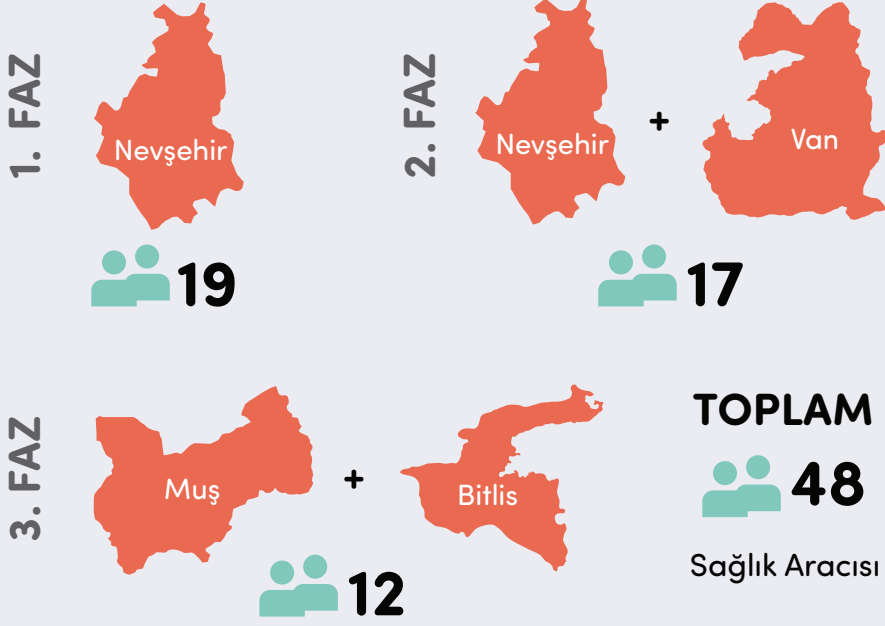 1. FAZ
Nevşehir
19
2. FAZ
Nevşehir
+
Van
17
3. FAZ
Muş
+
Bitlis
12
TOPLAM
48
Sağlık Aracısı